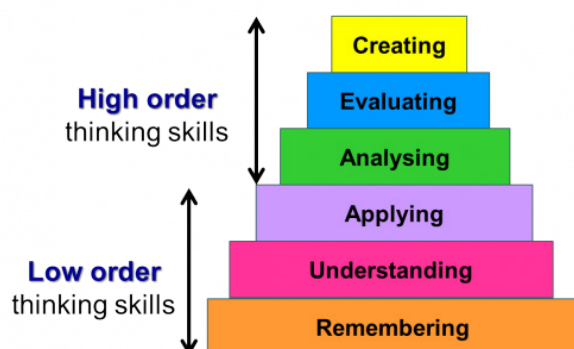 Creating
Evaluating
High order
thinking skills
Analysing
Applying
Understanding
Low order
thinking skills
Remembering